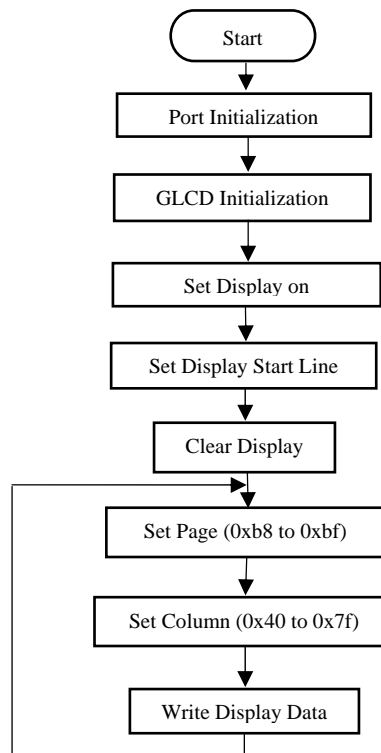 Start
Port Initialization
GLCD Initialization
Set Display on
Set Display Start Line
Clear Display
Set Page (0xb8 to 0xbf)
Set Column (0x40 to 0x7f)
Write Display Data